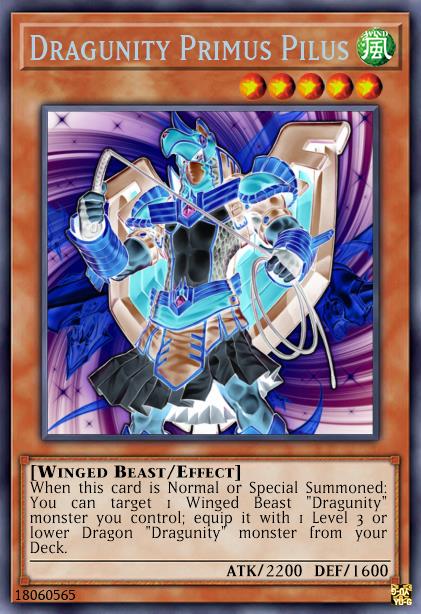 Dragunity Primus Pilus
WIND
風
[Winged Beast/Effect]
When this card is Normal or Special Summoned:
You can target 1 Winged Beast "Dragunity"
monster you control; equip it with 1 Level 3 or
lower Dragon "Dragunity" monster from your
Deck.
ATK/2200 DEF/1600
18060565